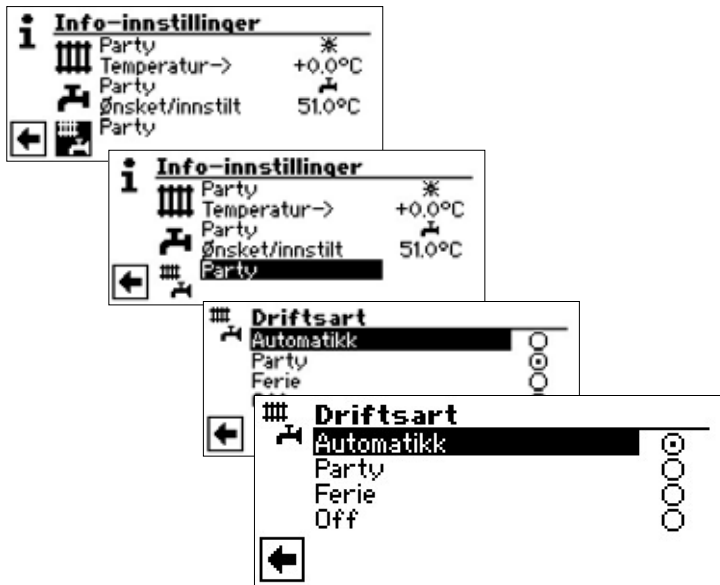 Info-innstillinger
Party
Temperatur-> +0.0°C
Party
Ønsket/innstilt 51.0°C
Party
Info-innstillinger
Party
Temperatur-> +0.0°C
Party
Ønsket/innstilt 51.0°C
Party
Driftsart
Automatikk
Party
Ferie
Driftsart
Automatikk
Party
Ferie
Off